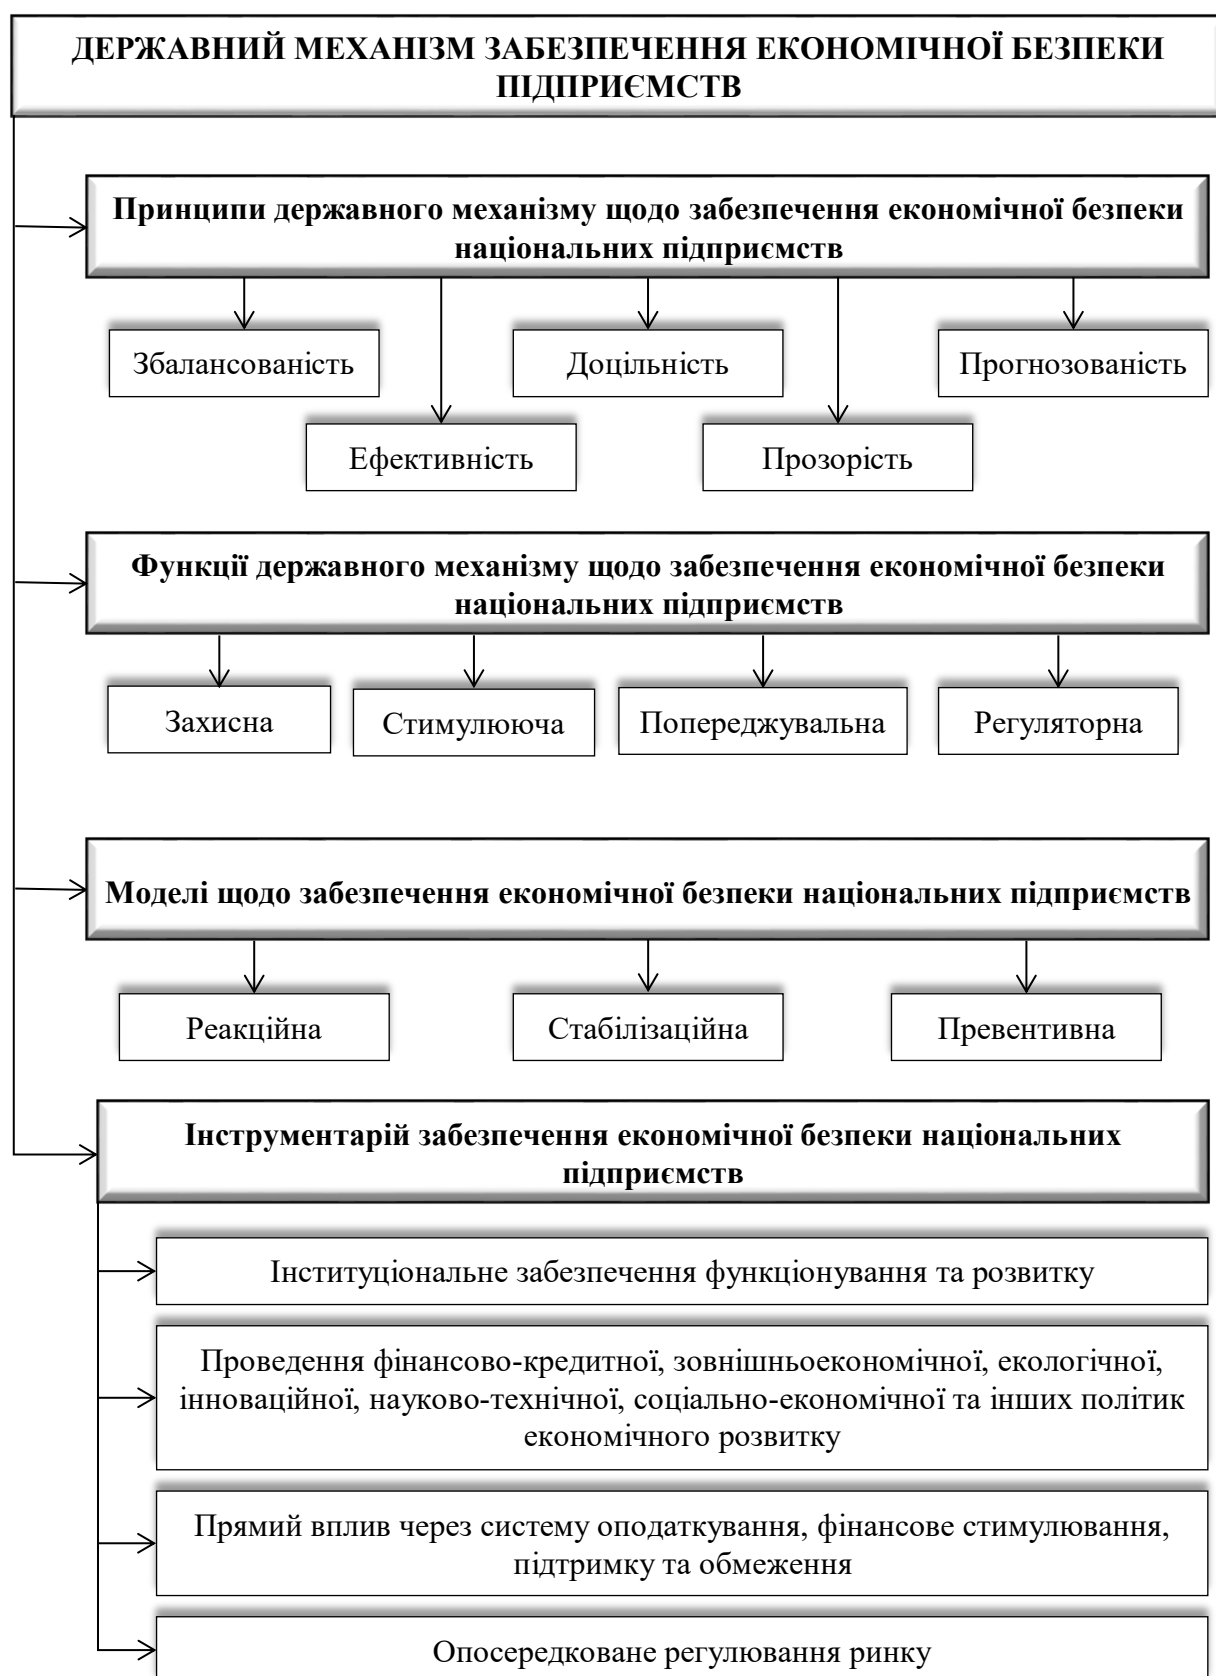 ДЕРЖАВНИЙ МЕХАНІЗМ ЗАБЕЗПЕЧЕННЯ ЕКОНОМІЧНОЇ БЕЗПЕКИ
ПІДПРИЄМСТВ
Принципи державного механізму щодо забезпечення економічної безпеки
національних підприємств
Збалансованість
Доцільність
Прогнозованість
Ефективність
Прозорість
Функції державного механізму щодо забезпечення економічної безпеки
національних підприємств
Захисна
Стимулююча
Попереджувальна
Регуляторна
Моделі щодо забезпечення економічної безпеки національних підприємств
Реакційна
Стабілізаційна
Превентивна
Інструментарій забезпечення економічної безпеки національних
підприємств
Інституціональне забезпечення функціонування та розвитку
Проведення фінансово-кредитної, зовнішньоекономічної, екологічної,
інноваційної, науково-технічної, соціально-економічної та інших політик
економічного розвитку
Прямий вплив через систему оподаткування, фінансове стимулювання,
підтримку та обмеження
Опосередковане регулювання ринку